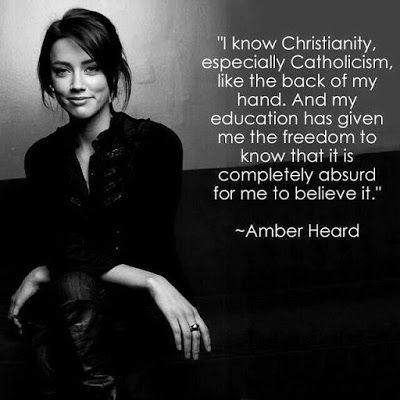 "I know Christianity,
especially Catholicism,
like the back of my
hand. And my
education has given
me the freedom to
know that it is
completely absurd
for me to believe it."
~Amber Heard